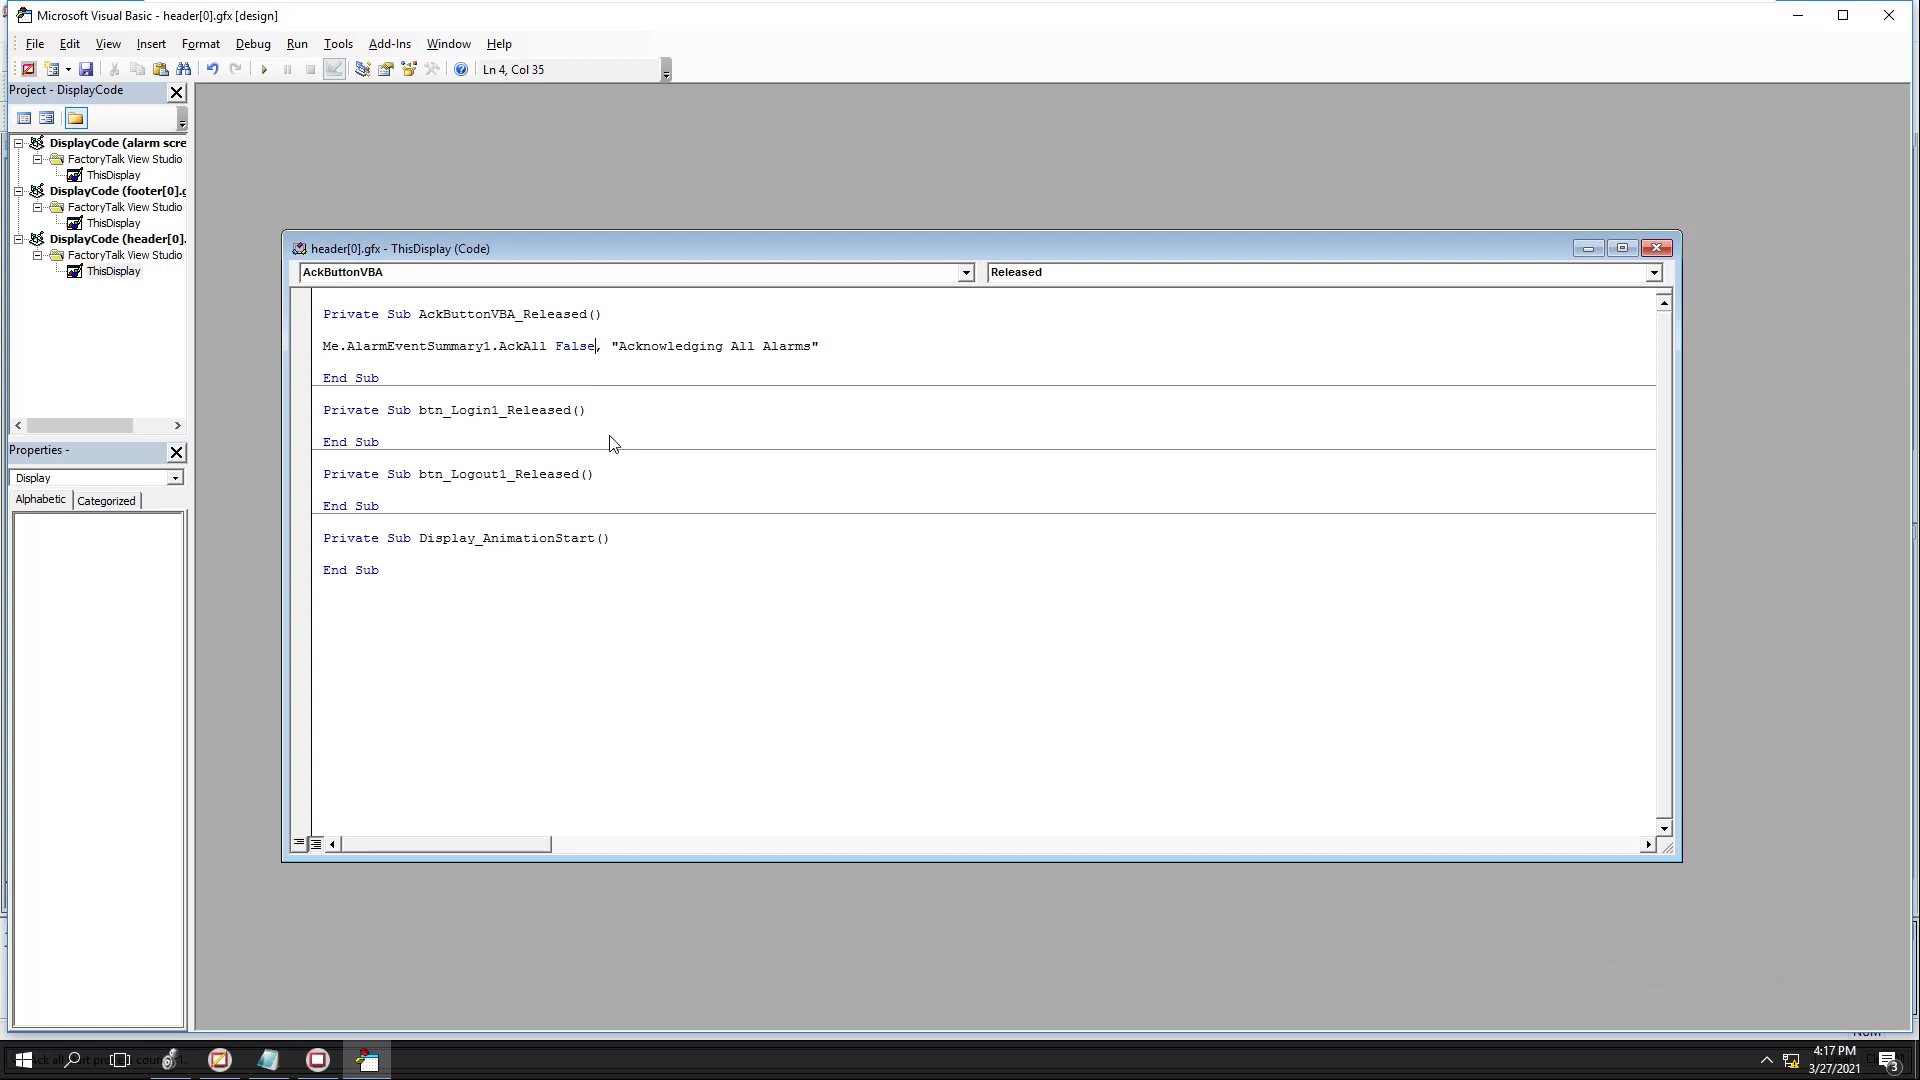 Microsoft Visual Basic - header[0].gfx [design]
File Edit View Insert Format Debug Run Tools Add-Ins Window Help
Ln 4, Col 35
Project - DisplayCode
DisplayCode (alarm scre
FactoryTalk View Studio
ThisDisplay
DisplayCode (footer[0].g
FactoryTalk View Studio
ThisDisplay
DisplayCode (header[0].
FactoryTalk View Studio
ThisDisplay
Properties -
Display
Alphabetic Categorized
header[0].gfx - ThisDisplay (Code)
AckButtonVBA Released
Private Sub AckButtonVBA_Released()
Me.AlarmEventSummary1.AckAll False, "Acknowledging All Alarms"
End Sub
Private Sub btn_Login1_Released()
End Sub
Private Sub btn_Logout1_Released()
End Sub
Private Sub Display_AnimationStart()
End Sub
4:17 PM
3/27/2021
3